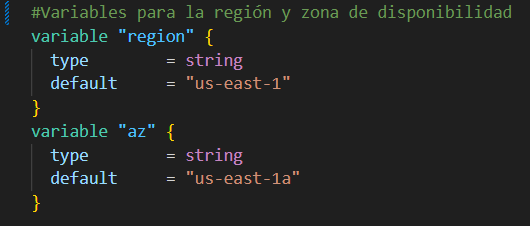 #Variables para la región y zona de disponibilidad
variable "region" {
  type        = string
  default     = "us-east-1"
}
variable "az" {
  type        = string
  default     = "us-east-1a"
}